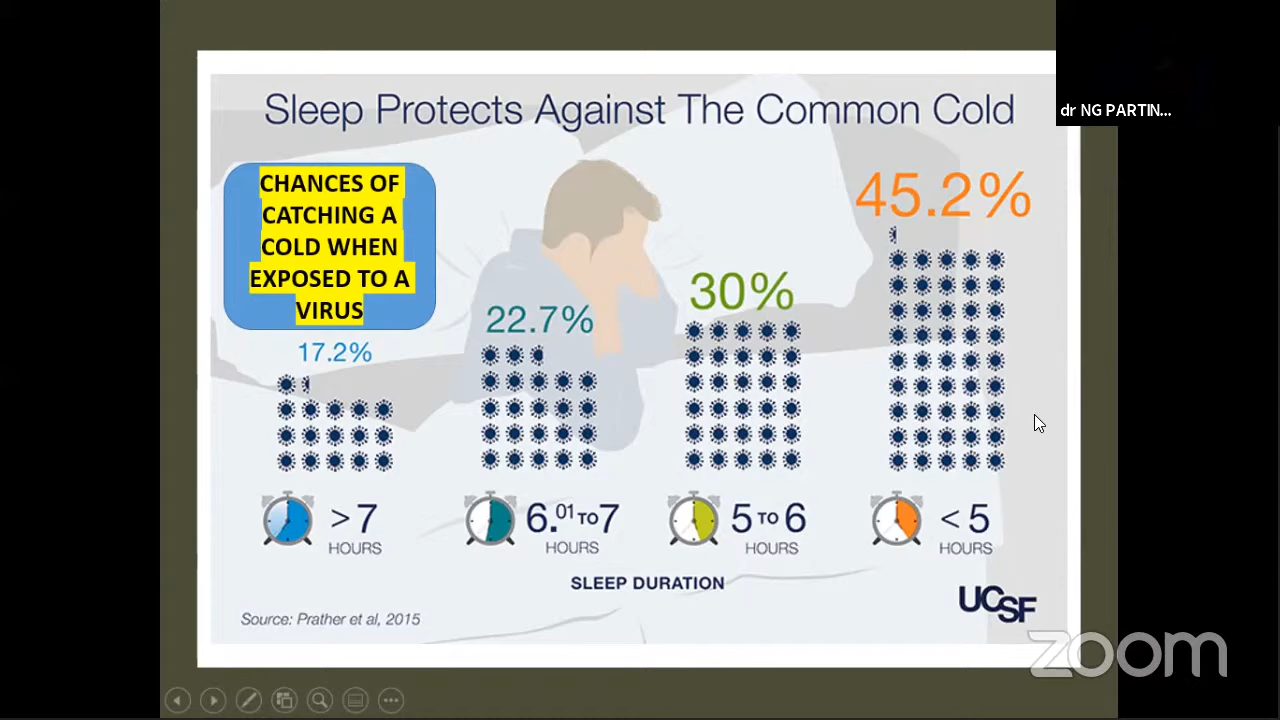 Sleep Protects Against The Common Cold
dr NG PARTIN...
CHANCES OF
CATCHING A
COLD WHEN
EXPOSED TO A
VIRUS
17.2%
22.7%
30%
45.2%
> 7
HOURS
6.01 TO 7
HOURS
5 TO 6
HOURS
< 5
HOURS
SLEEP DURATION
Source: Prather et al, 2015
UCSF
zoom